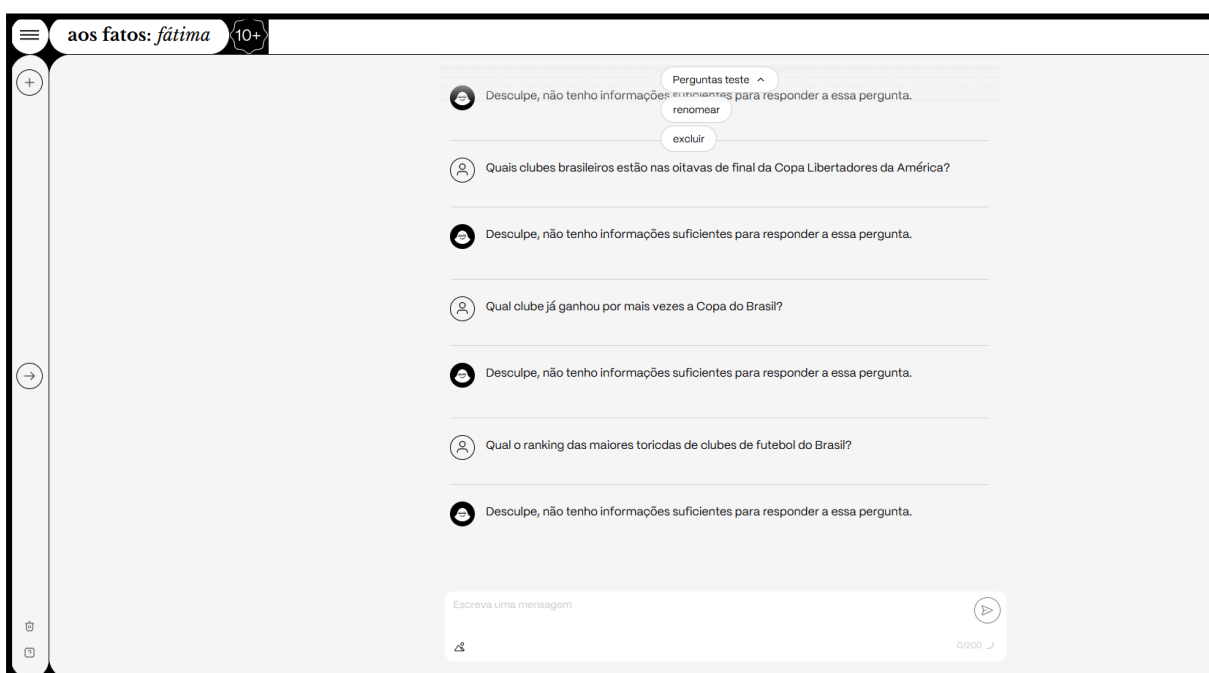 aos fatos: fátima
10+
Perguntas teste
Desculpe, não tenho informações suficientes para responder a essa pergunta.
renomear
excluir
Quais clubes brasileiros estão nas oitavas de final da Copa Libertadores da América?
Desculpe, não tenho informações suficientes para responder a essa pergunta.
Qual clube já ganhou por mais vezes a Copa do Brasil?
Desculpe, não tenho informações suficientes para responder a essa pergunta.
Qual o ranking das maiores toricdas de clubes de futebol do Brasil?
Desculpe, não tenho informações suficientes para responder a essa pergunta.
Escreva uma mensagem
0/200